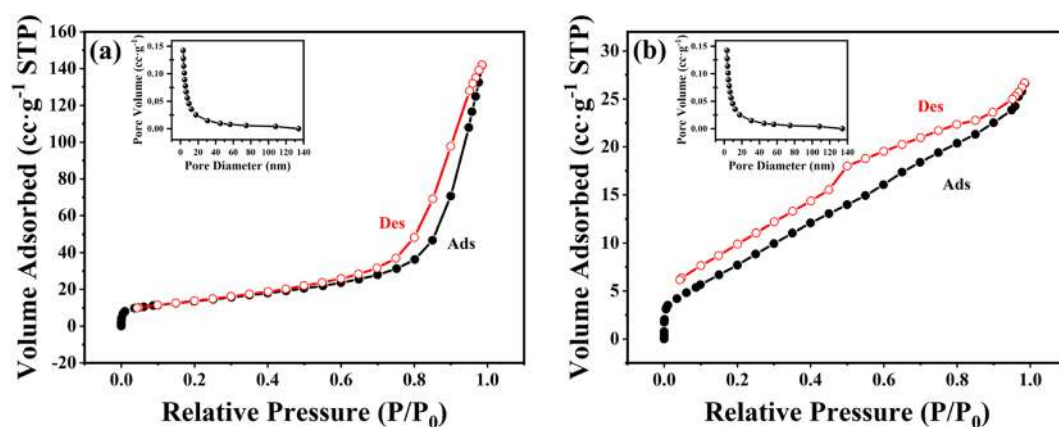 (a)
Volume Adsorbed (cc·g⁻¹ STP)
160
140
120
100
80
60
40
20
0
-20
0.0 0.2 0.4 0.6 0.8 1.0
Relative Pressure (P/P₀)
Des
Ads
Pore Volume (cc·g⁻¹)
0.15
0.10
0.05
0.00
0 20 40 60 80 100 120 140
Pore Diameter (nm)
(b)
Volume Adsorbed (cc·g⁻¹ STP)
30
25
20
15
10
5
0
0.0 0.2 0.4 0.6 0.8 1.0
Relative Pressure (P/P₀)
Des
Ads
Pore Volume (cc·g⁻¹)
0.15
0.10
0.05
0.00
0 20 40 60 80 100 120 140
Pore Diameter (nm)